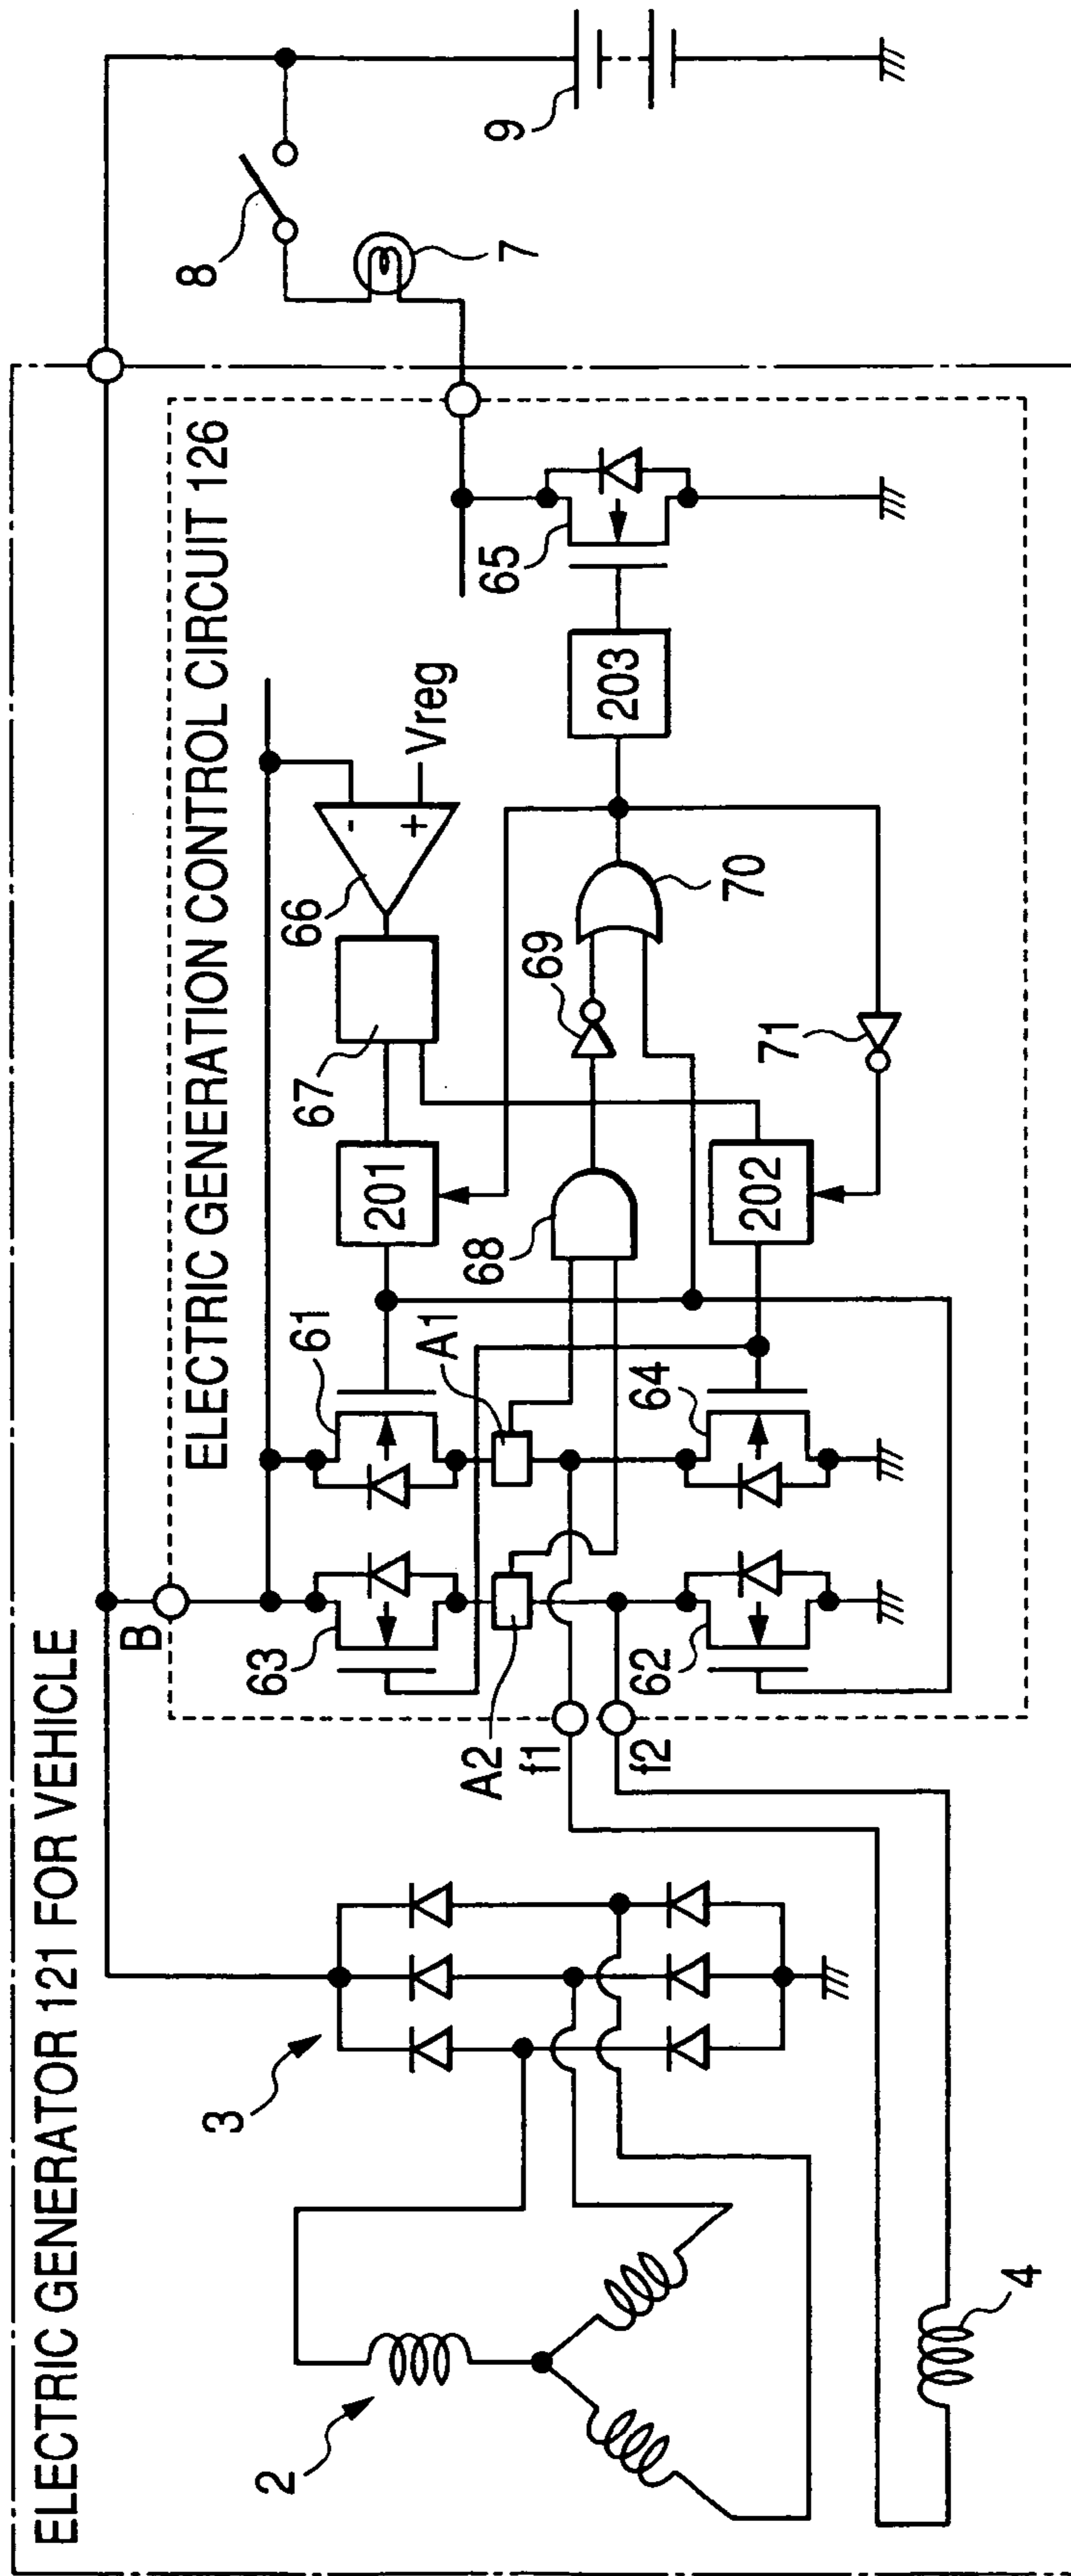 ELECTRIC GENERATOR 121 FOR VEHICLE
ELECTRIC GENERATION CONTROL CIRCUIT 126
B
8
7
9
3
2
4
63
61
A1
A2
f1
f2
62
64
201
67
66
-
+
Vreg
68
69
70
202
71
203
65